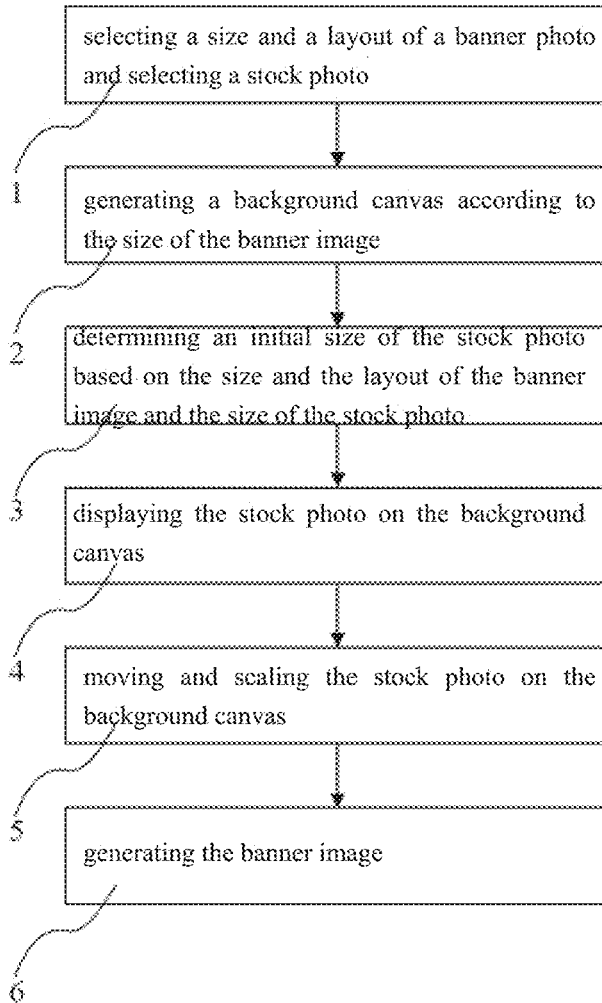 selecting a size and a layout of a banner photo
and selecting a stock photo
1
generating a background canvas according to
the size of the banner image
2
determining an initial size of the stock photo
based on the size and the layout of the banner
image and the size of the stock photo
3
displaying the stock photo on the background
canvas
4
moving and scaling the stock photo on the
background canvas
5
generating the banner image
6